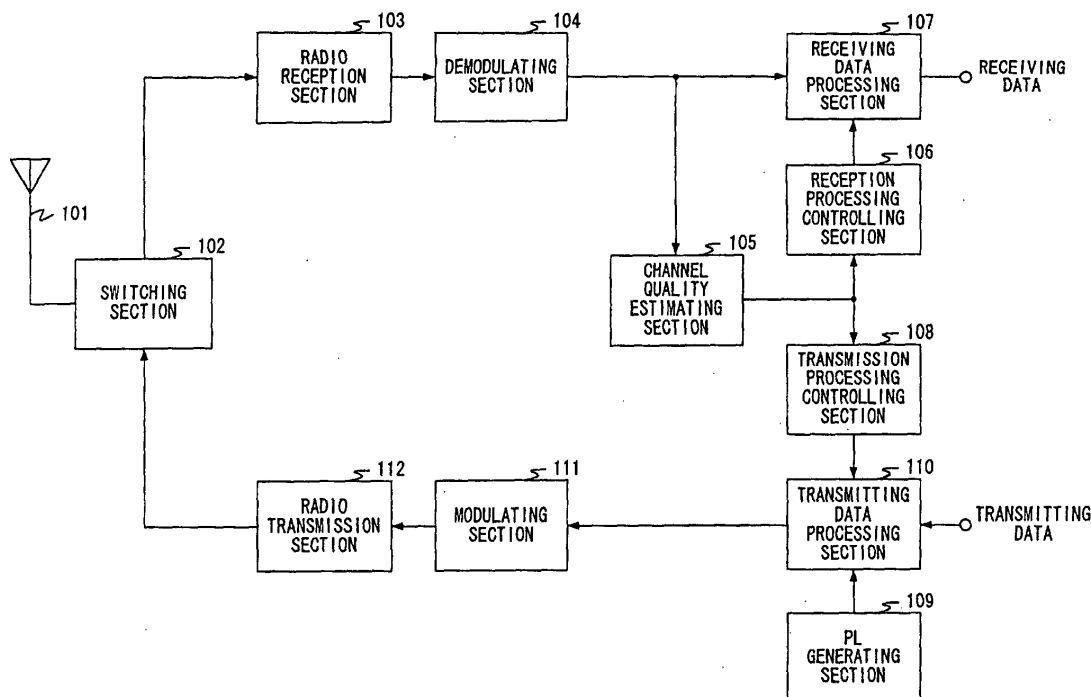 103
RADIO
RECEPTION
SECTION
104
DEMODULATING
SECTION
107
RECEIVING
DATA
PROCESSING
SECTION
RECEIVING
DATA
106
RECEPTION
PROCESSING
CONTROLLING
SECTION
101
102
SWITCHING
SECTION
105
CHANNEL
QUALITY
ESTIMATING
SECTION
108
TRANSMISSION
PROCESSING
CONTROLLING
SECTION
112
RADIO
TRANSMISSION
SECTION
111
MODULATING
SECTION
110
TRANSMITTING
DATA
PROCESSING
SECTION
TRANSMITTING
DATA
109
PL
GENERATING
SECTION